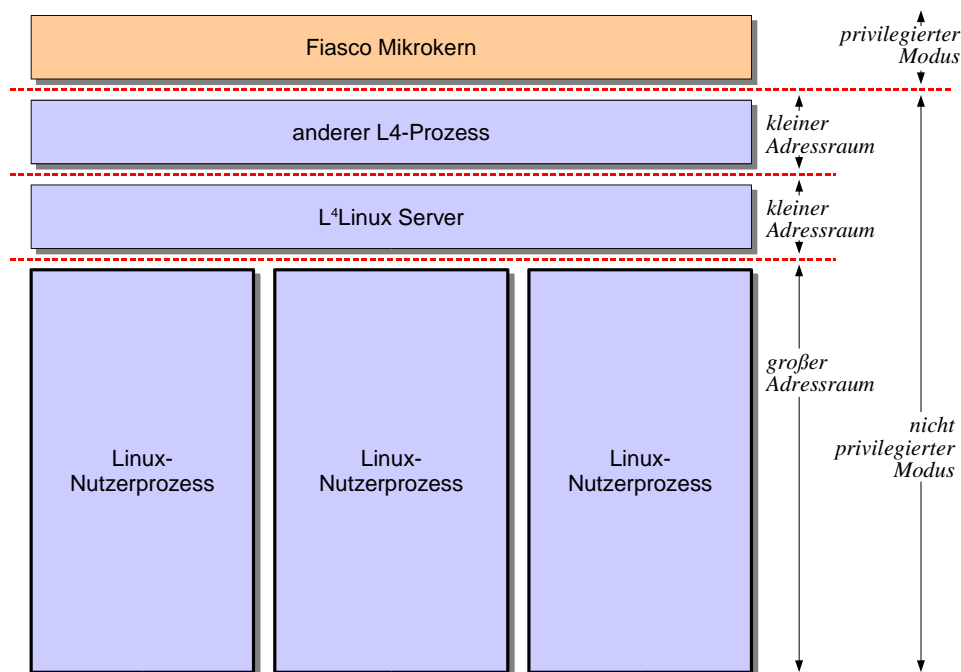 Fiasco Mikrokern
privilegierter
Modus
anderer L4-Prozess
kleiner
Adressraum
L⁴Linux Server
kleiner
Adressraum
Linux-
Nutzerprozess
Linux-
Nutzerprozess
Linux-
Nutzerprozess
großer
Adressraum
nicht
privilegierter
Modus